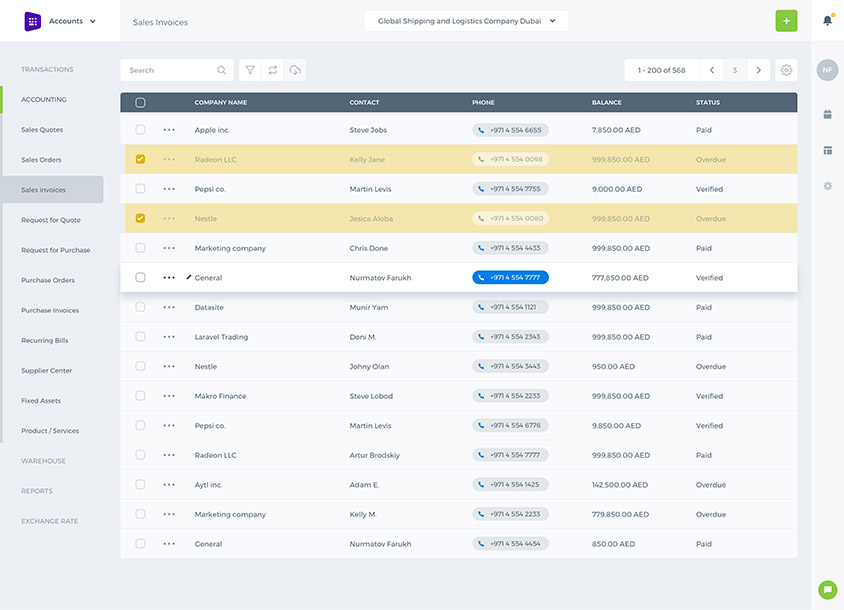 Accounts
Sales Invoices
Global Shipping and Logistics Company Dubai
+
TRANSACTIONS
ACCOUNTING
Sales Quotes
Sales Orders
Sales invoices
Request for Quote
Request for Purchase
Purchase Orders
Purchase Invoices
Recurring Bills
Supplier Center
Fixed Assets
Product / Services
WAREHOUSE
REPORTS
EXCHANGE RATE
Search
1 - 200 of 568
3
NF
COMPANY NAME CONTACT PHONE BALANCE STATUS
Apple inc. Steve Jobs +971 4 554 6655 7,850.00 AED Paid
Radeon LLC Kelly Jane +971 4 554 0098 999,850.00 AED Overdue
Pepsi co. Martin Levis +971 4 554 7755 9,000.00 AED Verified
Nestle Jesica Aloba +971 4 554 0080 999,850.00 AED Overdue
Marketing company Chris Done +971 4 554 4433 999,850.00 AED Paid
General Nurmatov Farukh +971 4 554 7777 777,850.00 AED Verified
Datasite Munir Yam +971 4 554 1121 999,850.00 AED Paid
Laravel Trading Doni M. +971 4 554 2343 999,850.00 AED Paid
Nestle Johny Olan +971 4 554 3443 950.00 AED Overdue
Makro Finance Steve Lobod +971 4 554 2233 999,850.00 AED Verified
Pepsi co. Martin Levis +971 4 554 6776 9,850.00 AED Verified
Radeon LLC Artur Brodskiy +971 4 554 7777 999,850.00 AED Paid
Aytl inc. Adam E. +971 4 554 1425 142,500.00 AED Overdue
Marketing company Kelly M. +971 4 554 2233 779,850.00 AED Overdue
General Nurmatov Farukh +971 4 554 4454 850.00 AED Paid